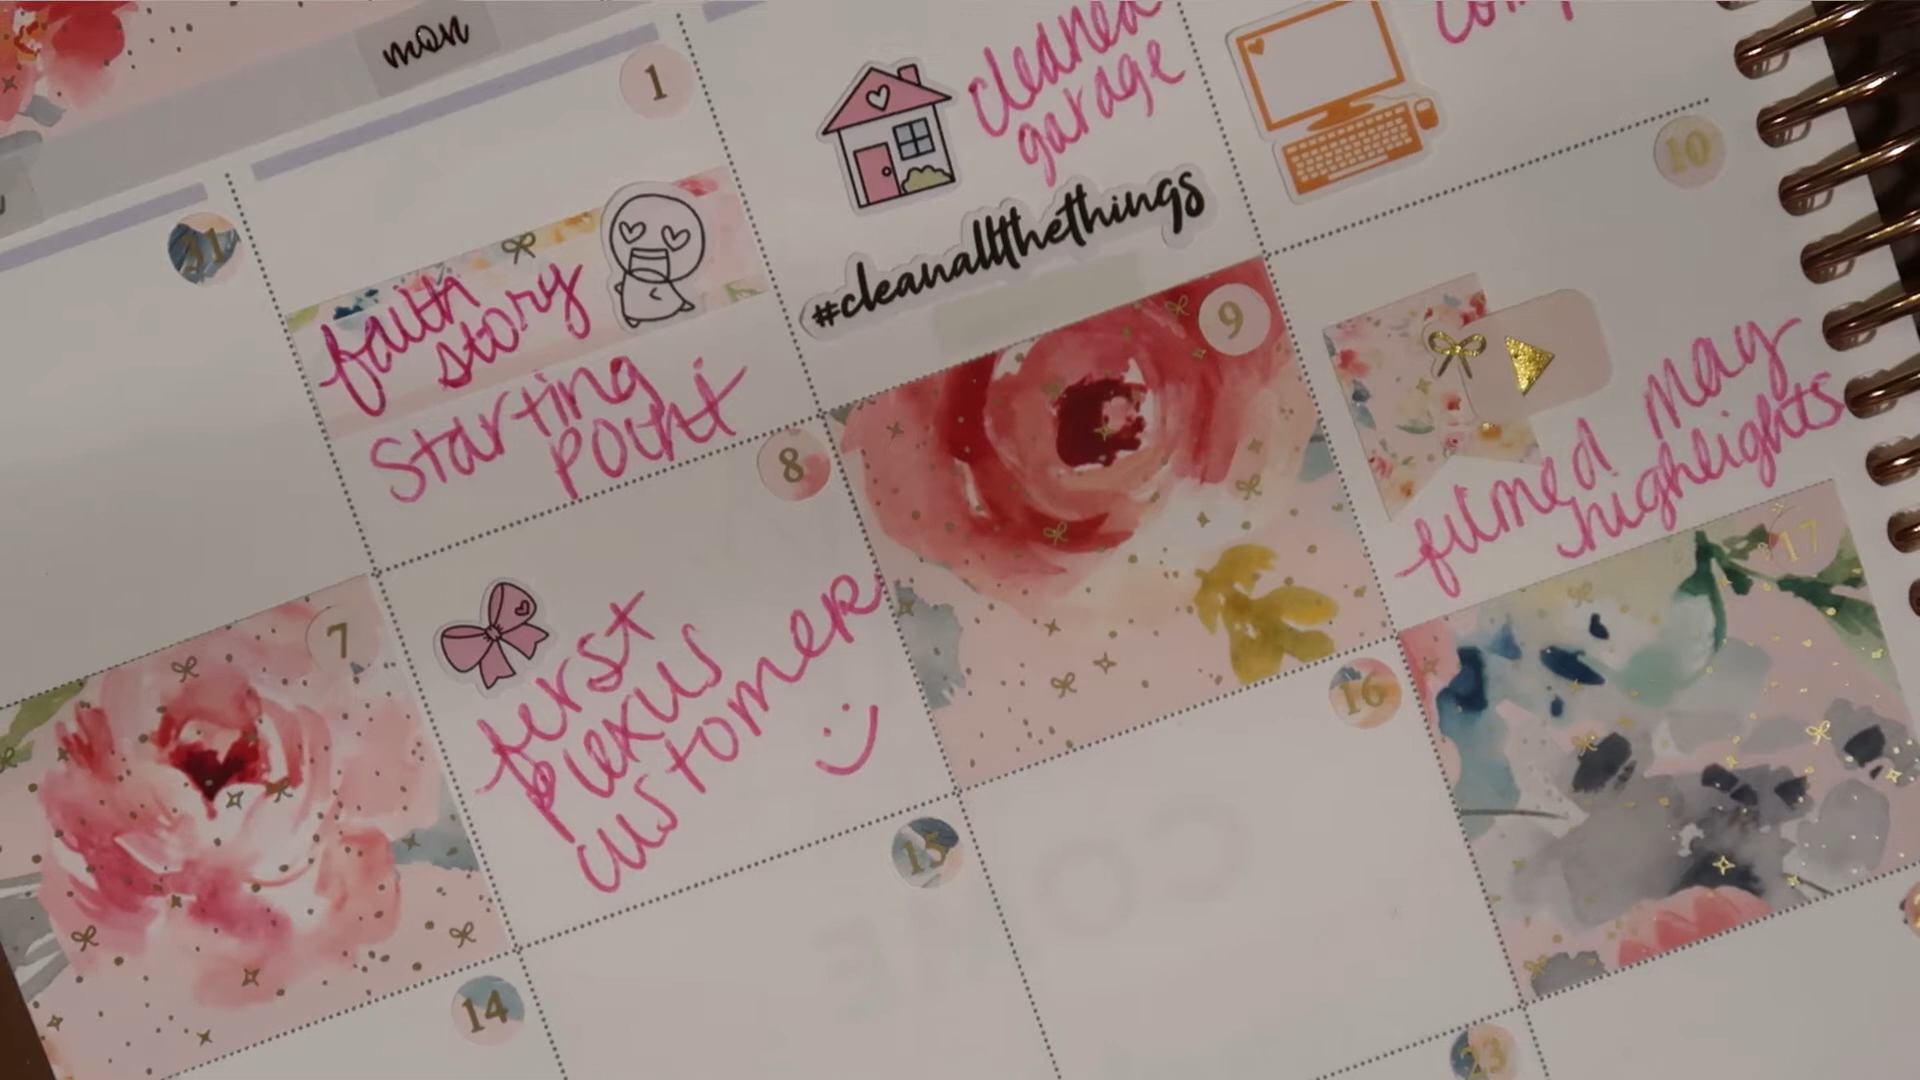 mon
1
cleaned
garage
#cleanallthethings
31
faith
story
starting
point
8
9
10
filmed may
highlights
7
first
plexus
customer
14
15
16
17
23